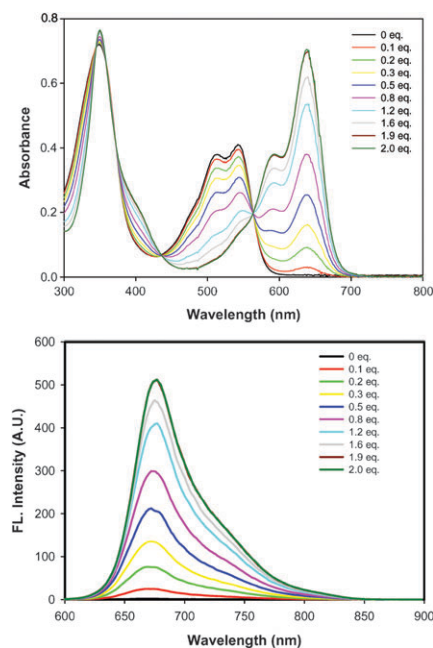 0.8
0.6
0.4
0.2
0.0
Absorbance
300 400 500 600 700 800
Wavelength (nm)
0 eq.
0.1 eq.
0.2 eq.
0.3 eq.
0.5 eq.
0.8 eq.
1.2 eq.
1.6 eq.
1.9 eq.
2.0 eq.
600
500
400
300
200
100
0
FL. Intensity (A.U.)
600 650 700 750 800 850 900
Wavelength (nm)
0 eq.
0.1 eq.
0.2 eq.
0.3 eq.
0.5 eq.
0.8 eq.
1.2 eq.
1.6 eq.
1.9 eq.
2.0 eq.